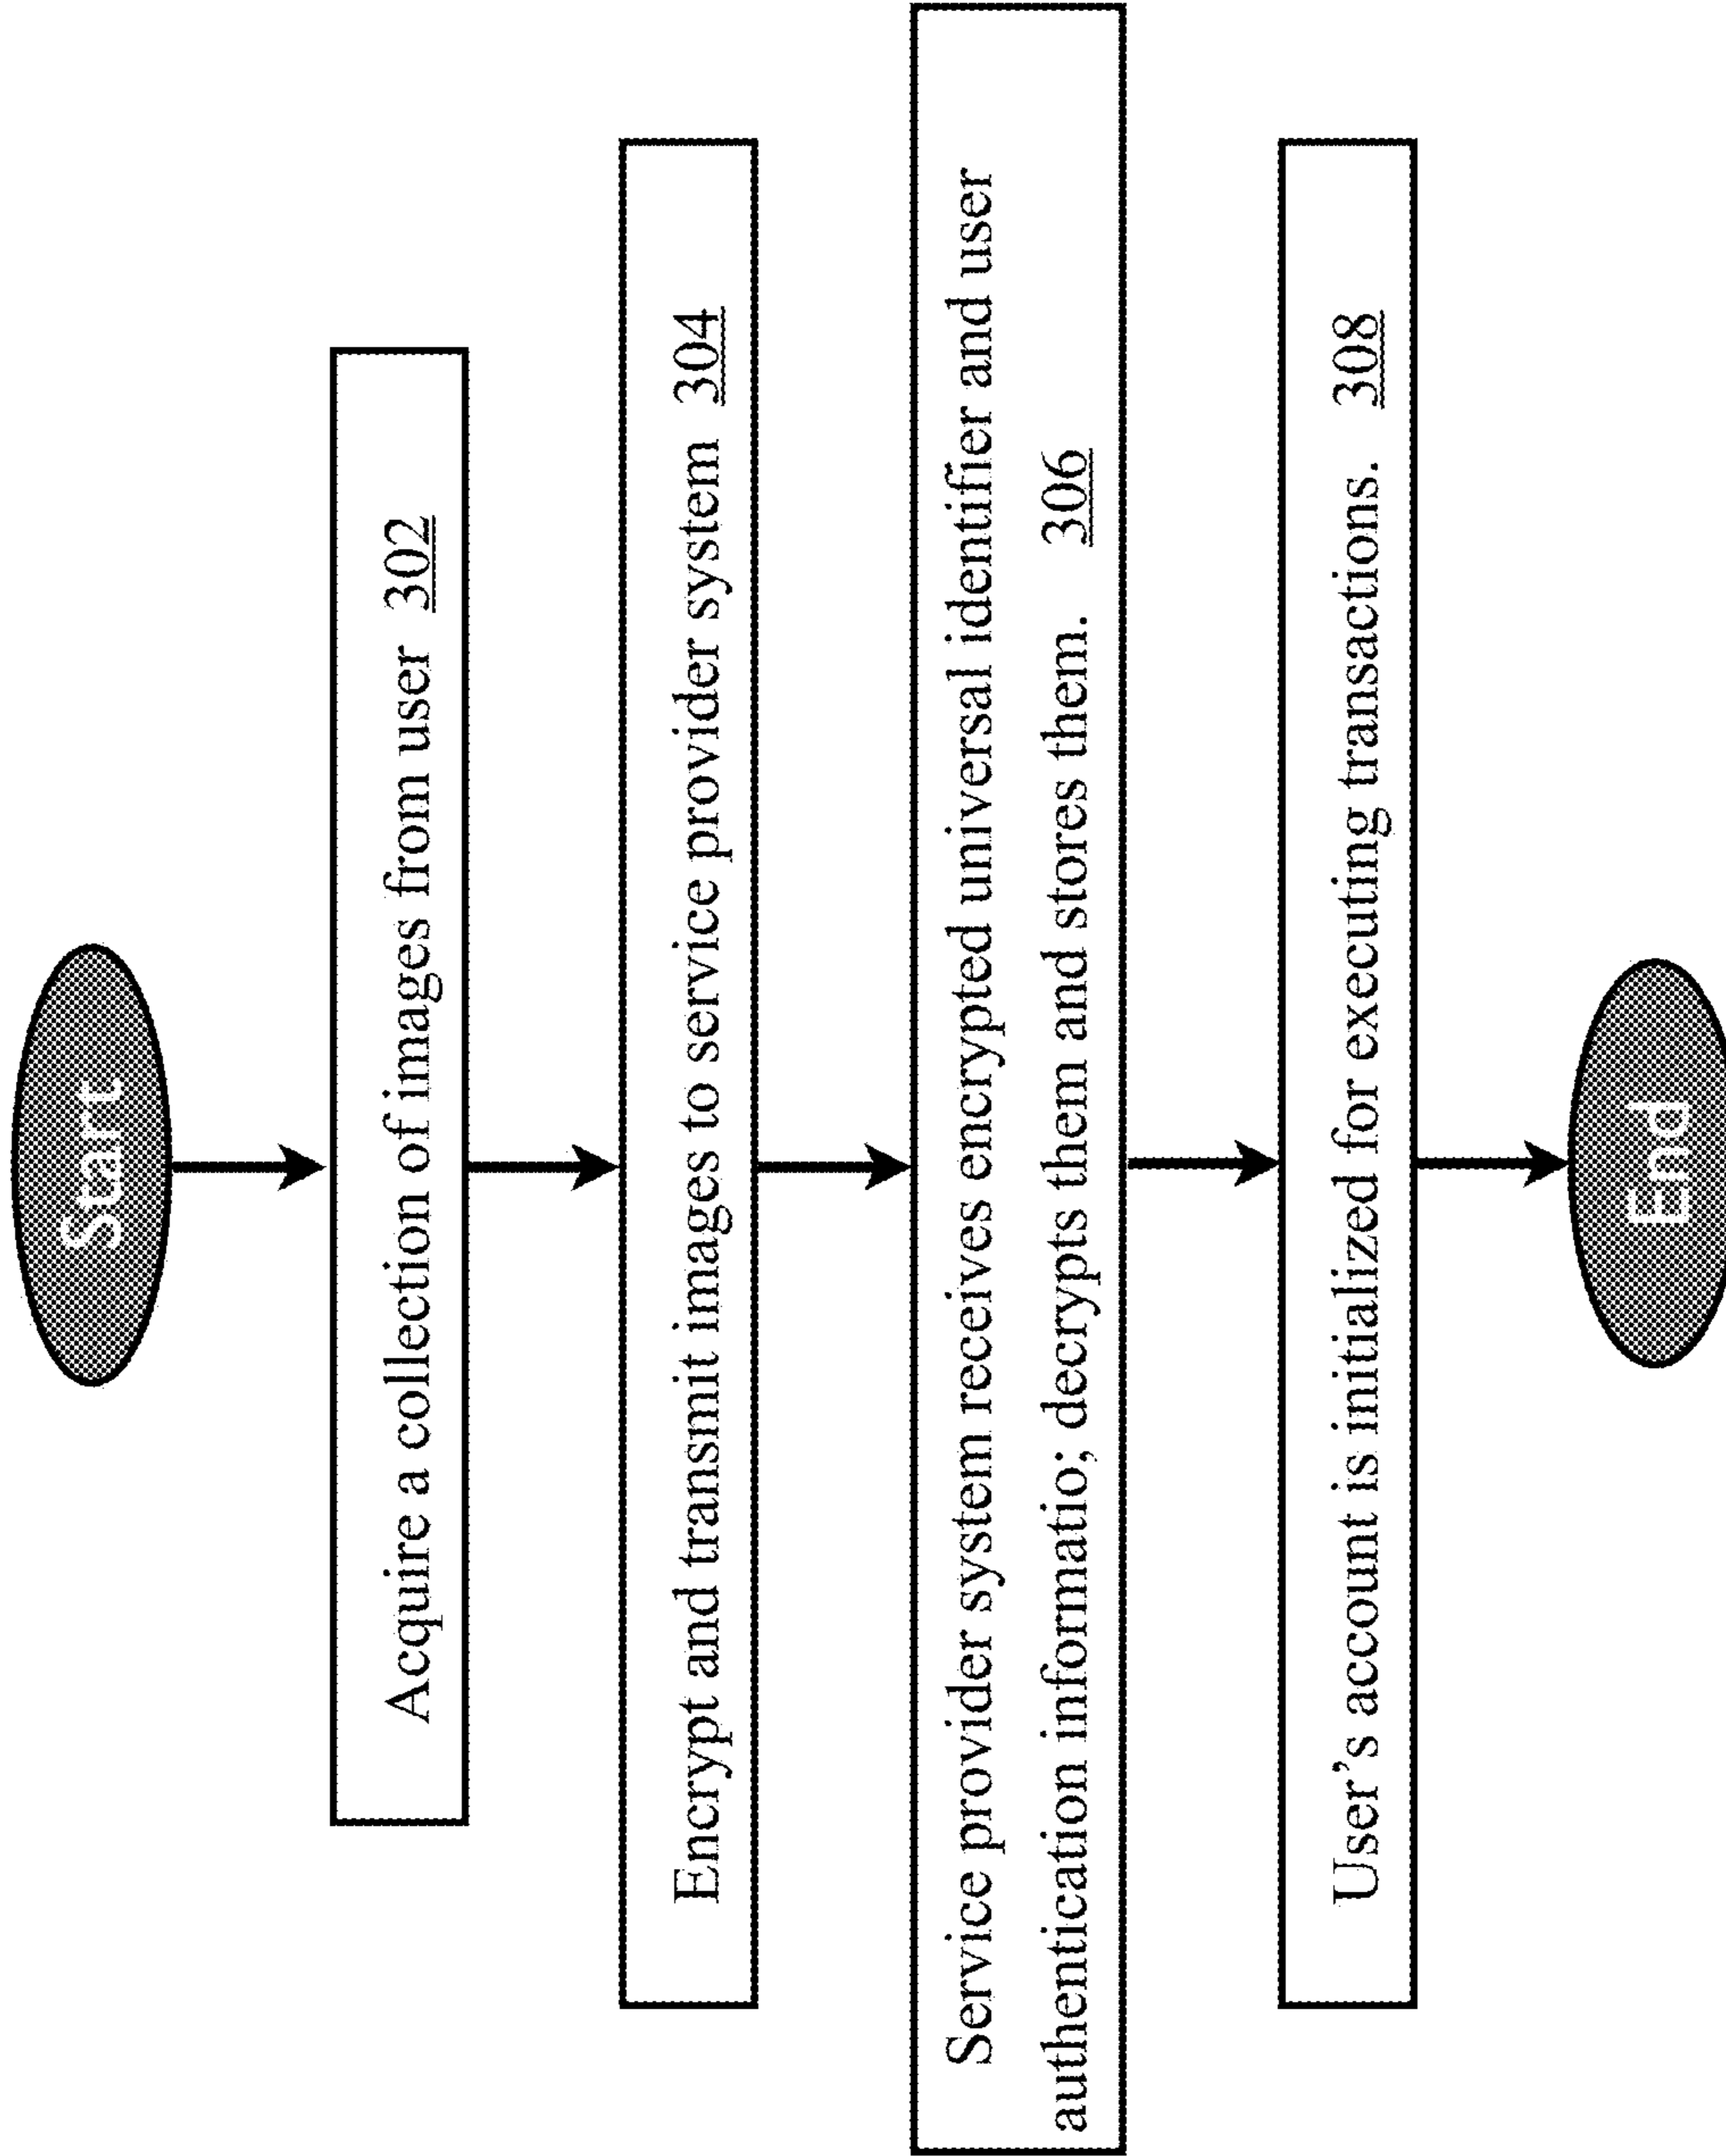 Start
Acquire a collection of images from user 302
Encrypt and transmit images to service provider system 304
Service provider system receives encrypted universal identifier and user
authentication informatio; decrypts them and stores them. 306
User's account is initialized for executing transactions. 308
End